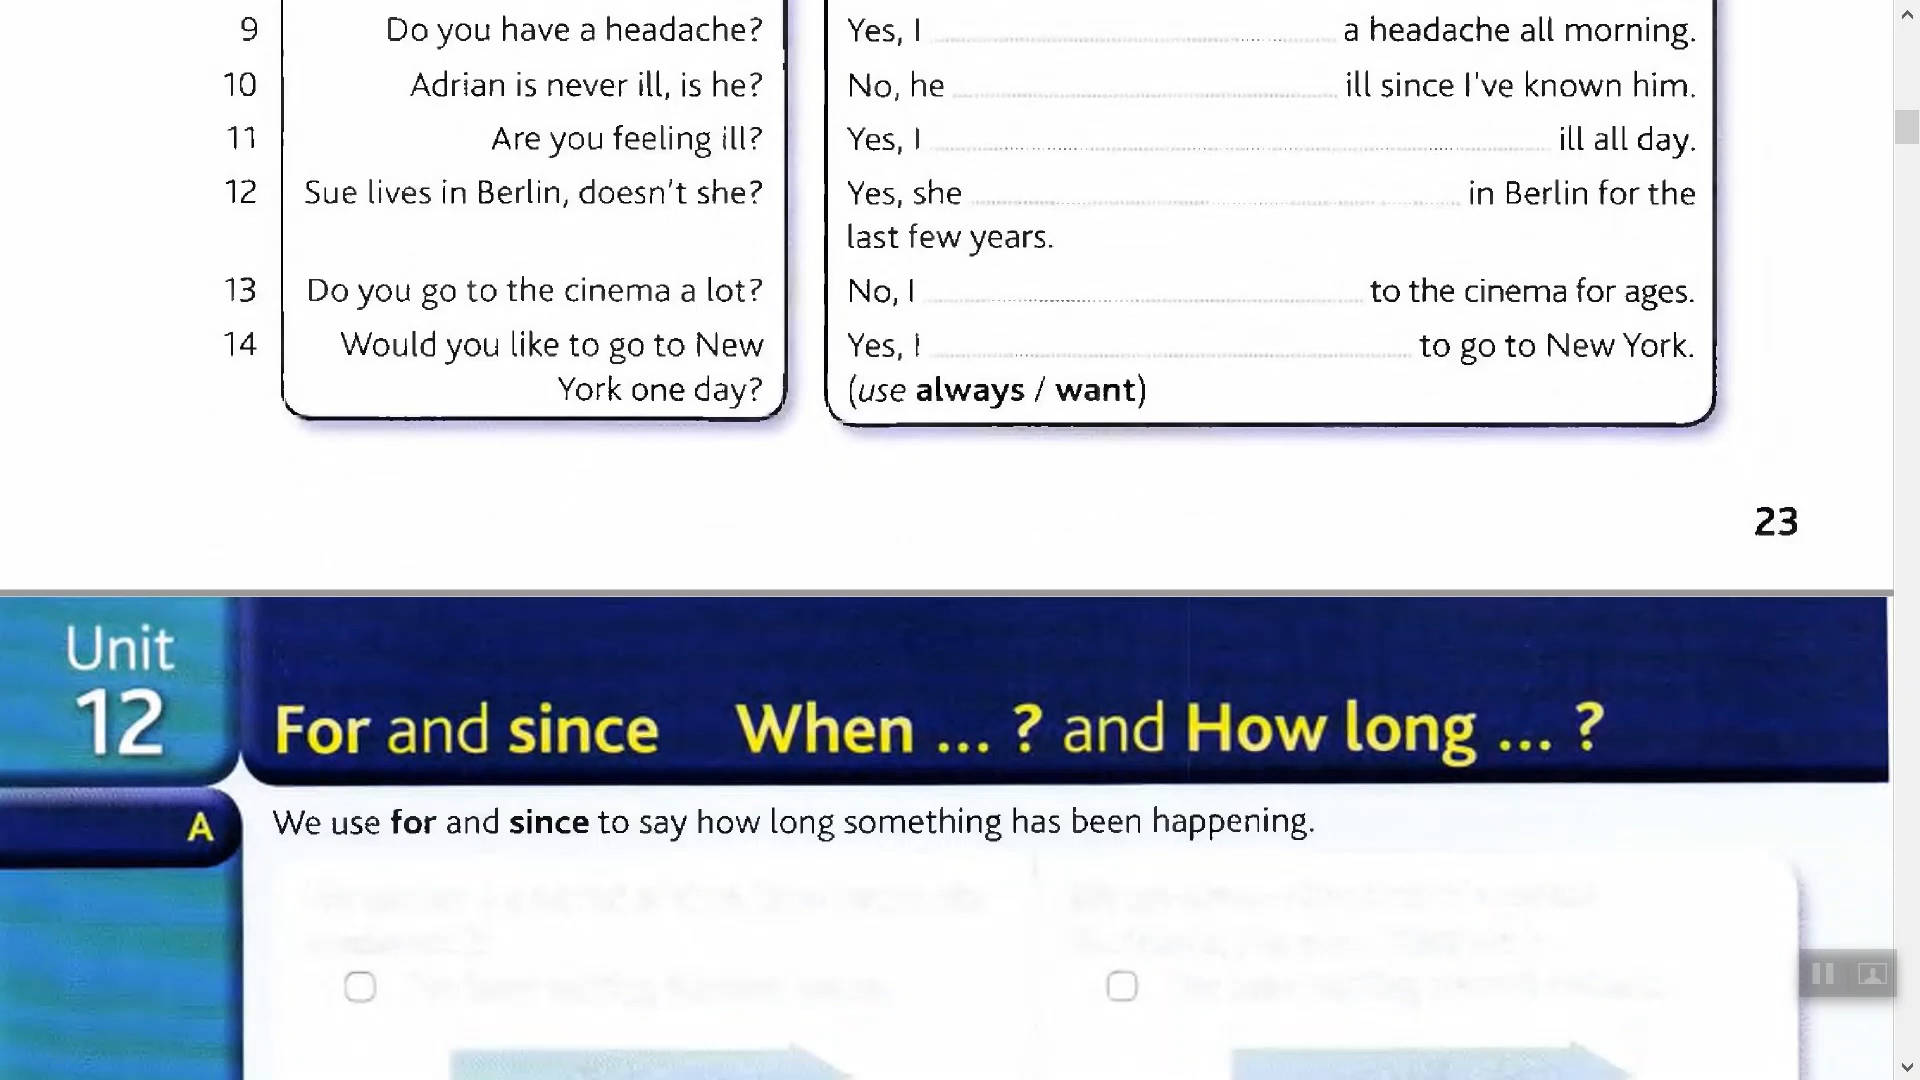 9 Do you have a headache? Yes, I a headache all morning.
10 Adrian is never ill, is he? No, he ill since I've known him.
11 Are you feeling ill? Yes, I ill all day.
12 Sue lives in Berlin, doesn't she? Yes, she in Berlin for the
last few years.
13 Do you go to the cinema a lot? No, I to the cinema for ages.
14 Would you like to go to New Yes, I to go to New York.
York one day? (use always / want)
23
Unit
12
For and since When ... ? and How long ... ?
A We use for and since to say how long something has been happening.